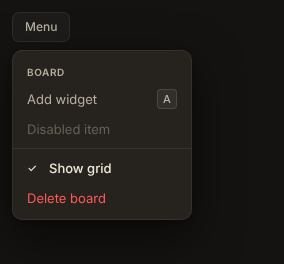 Menu
BOARD
Add widget A
Disabled item
Show grid
Delete board